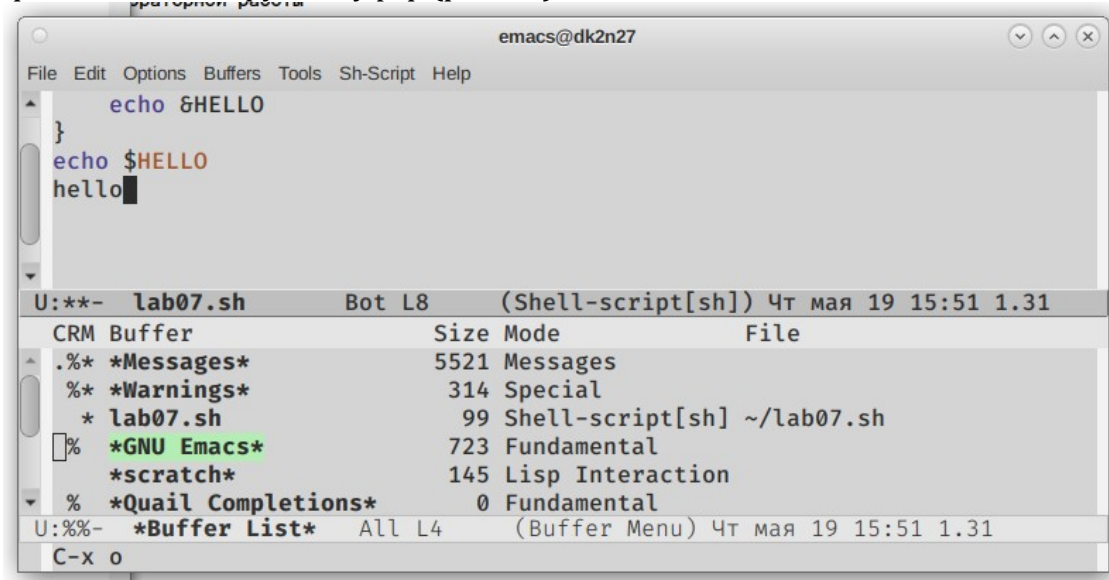 ораторной работы
emacs@dk2n27
File Edit Options Buffers Tools Sh-Script Help
echo &HELLO
}
echo $HELLO
hello
U:**- lab07.sh Bot L8 (Shell-script[sh]) Чт мая 19 15:51 1.31
CRM Buffer Size Mode File
.%* *Messages* 5521 Messages
%* *Warnings* 314 Special
* lab07.sh 99 Shell-script[sh] ~/lab07.sh
% *GNU Emacs* 723 Fundamental
*scratch* 145 Lisp Interaction
% *Quail Completions* 0 Fundamental
U:%%- *Buffer List* All L4 (Buffer Menu) Чт мая 19 15:51 1.31
C-x o